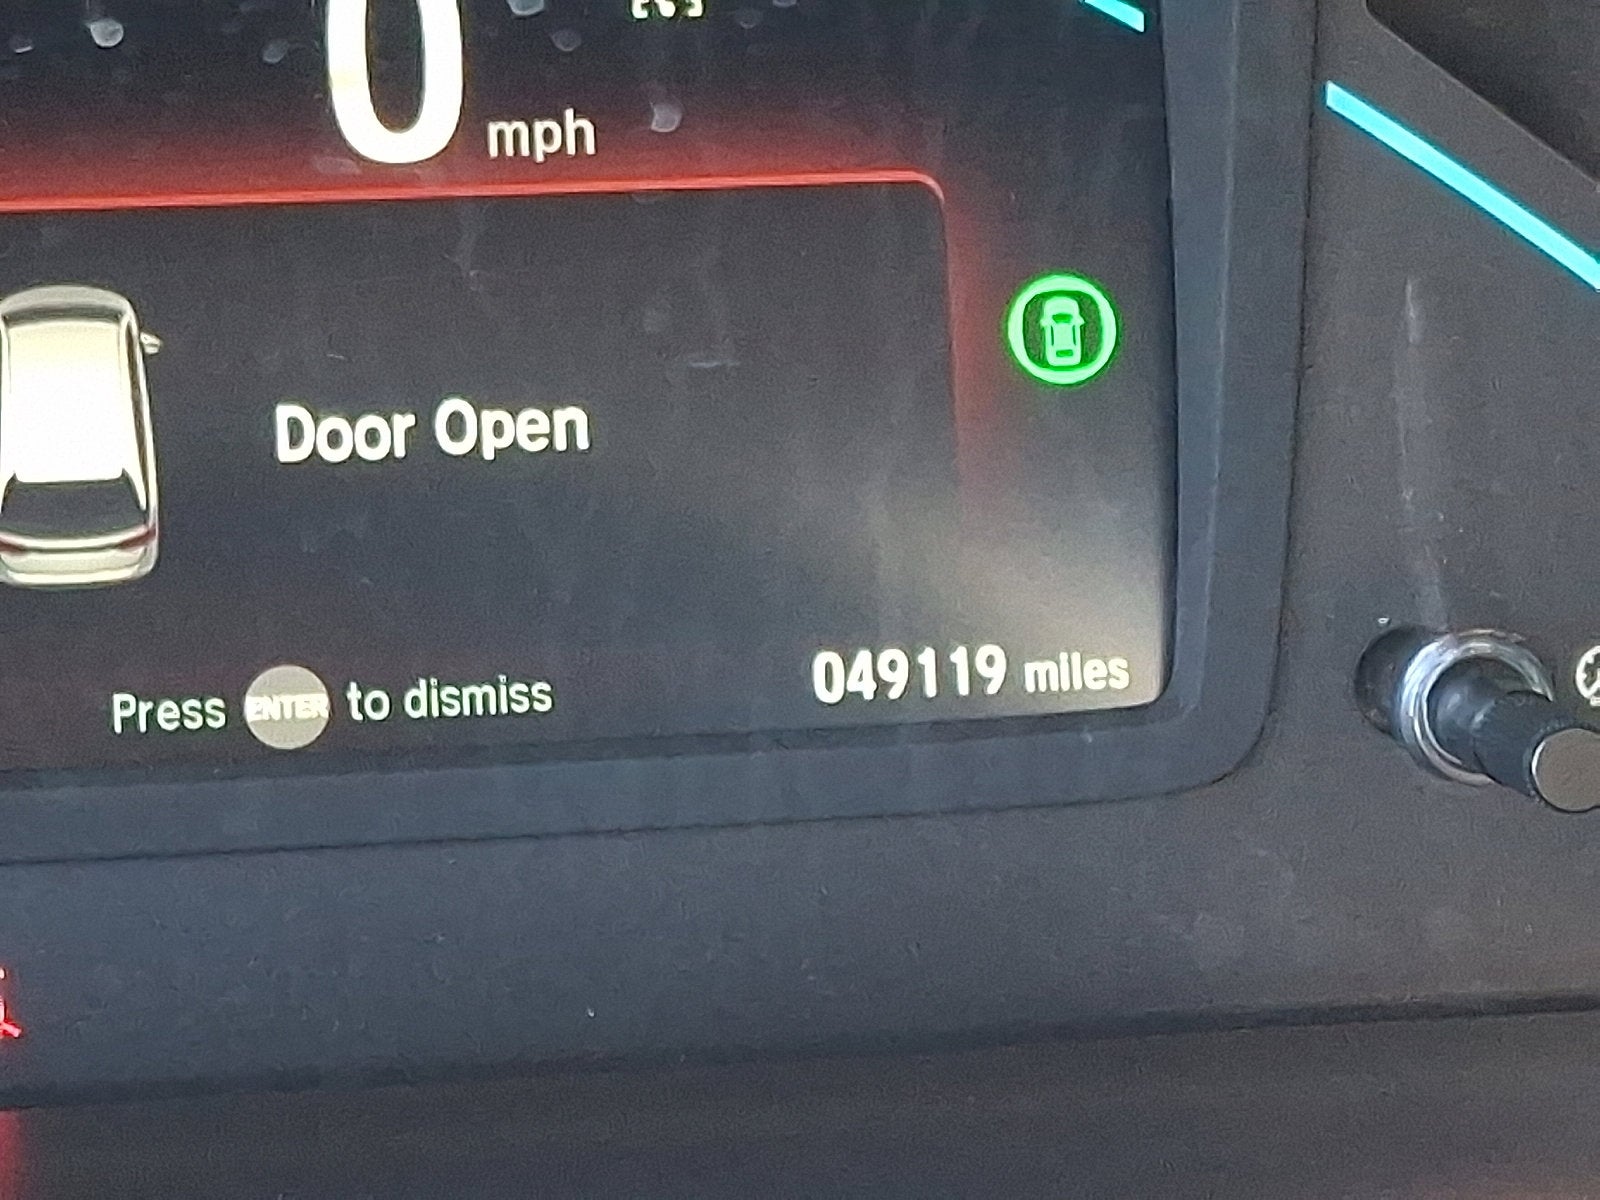 0 mph
Door Open
Press ENTER to dismiss
049119 miles